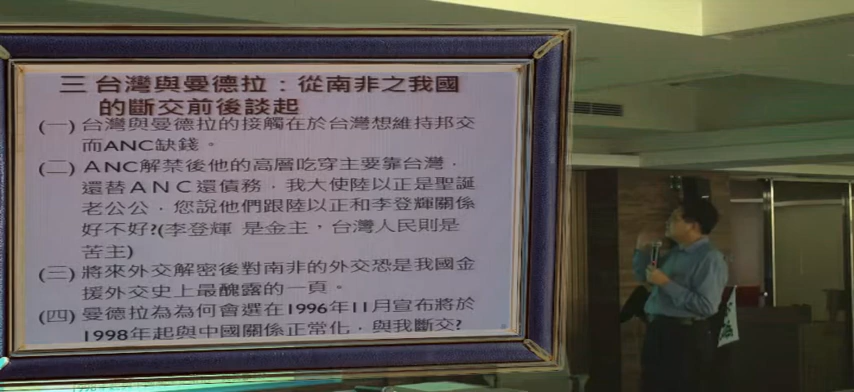 三 台灣與曼德拉：從南非之我國
的斷交前後談起
(一) 台灣與曼德拉的接觸在於台灣想維持邦交
而ANC缺錢。
(二) ANC解禁後他的高層吃穿主要靠台灣，
還替ＡＮＣ還債務，我大使陸以正是聖誕
老公公，您說他們跟陸以正和李登輝關係
好不好?(李登輝 是金主，台灣人民則是
苦主)
(三) 將來外交解密後對南非的外交恐是我國金
援外交史上最醜露的一頁。
(四) 曼德拉為為何會選在1996年11月宣布將於
1998年起與中國關係正常化，與我斷交?